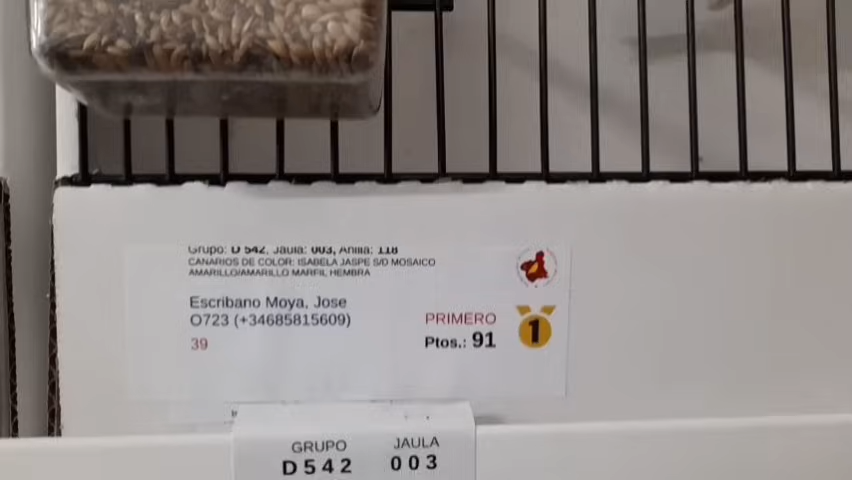 Grupo: D 542, Jaula: 003, Anilla: 118
CANARIOS DE COLOR: ISABELA JASPE S/D MOSAICO
AMARILLO/AMARILLO MARFIL HEMBRA
Escribano Moya, Jose
O723 (+34685815609)
39
PRIMERO
Ptos.: 91
1
GRUPO JAULA
D542 003